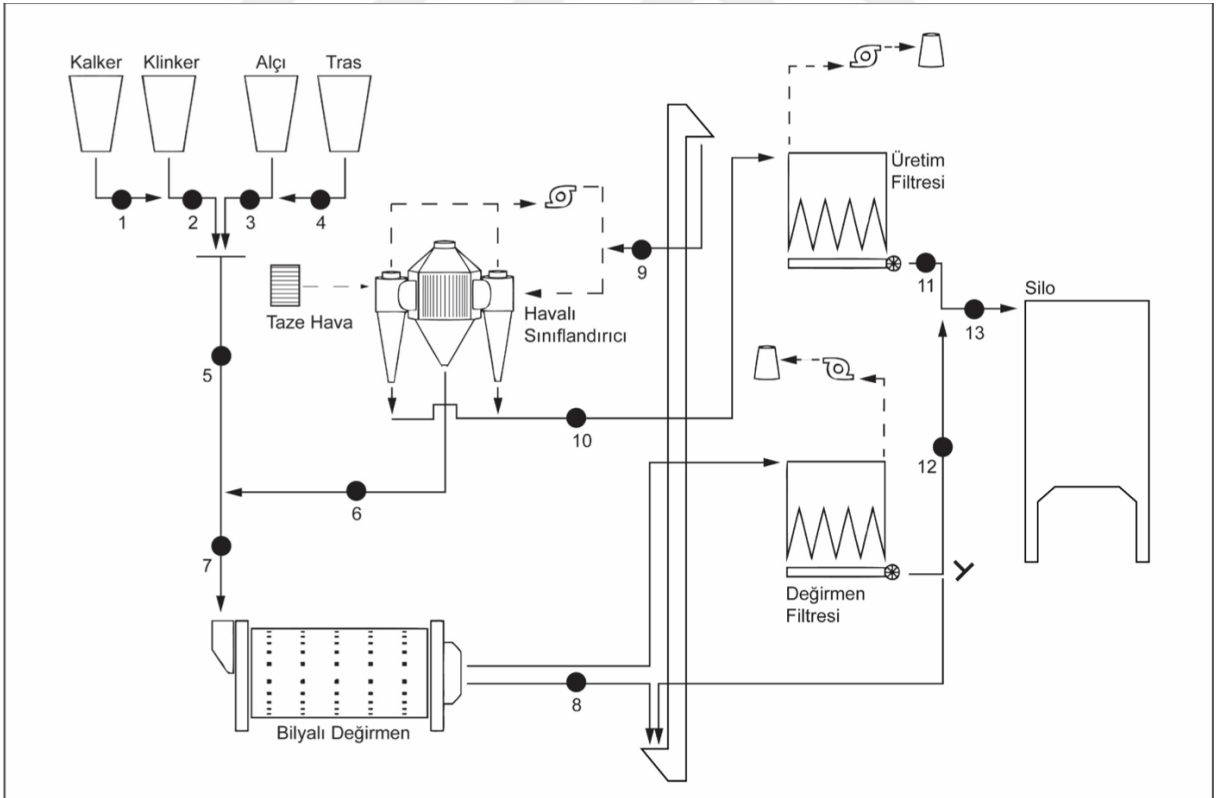 Kalker
Klinker
Alçı
Tras
1
2
3
4
Üretim
Filtresi
9
11
Silo
13
Taze Hava
Havalı
Sınıflandırıcı
5
10
12
6
7
Değirmen
Filtresi
8
Bilyalı Değirmen